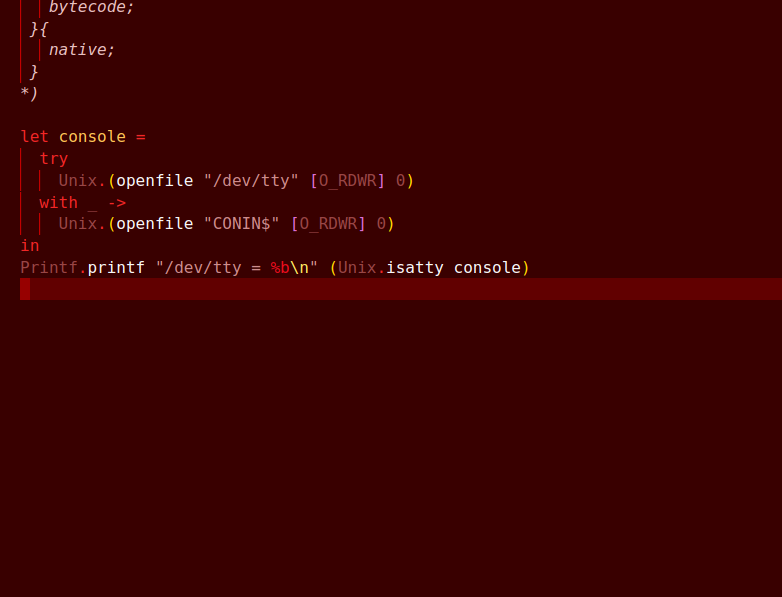 bytecode;
}{
native;
}
*)
let console =
try
Unix.(openfile "/dev/tty" [O_RDWR] 0)
with _ ->
Unix.(openfile "CONIN$" [O_RDWR] 0)
in
Printf.printf "/dev/tty = %b\n" (Unix.isatty console)